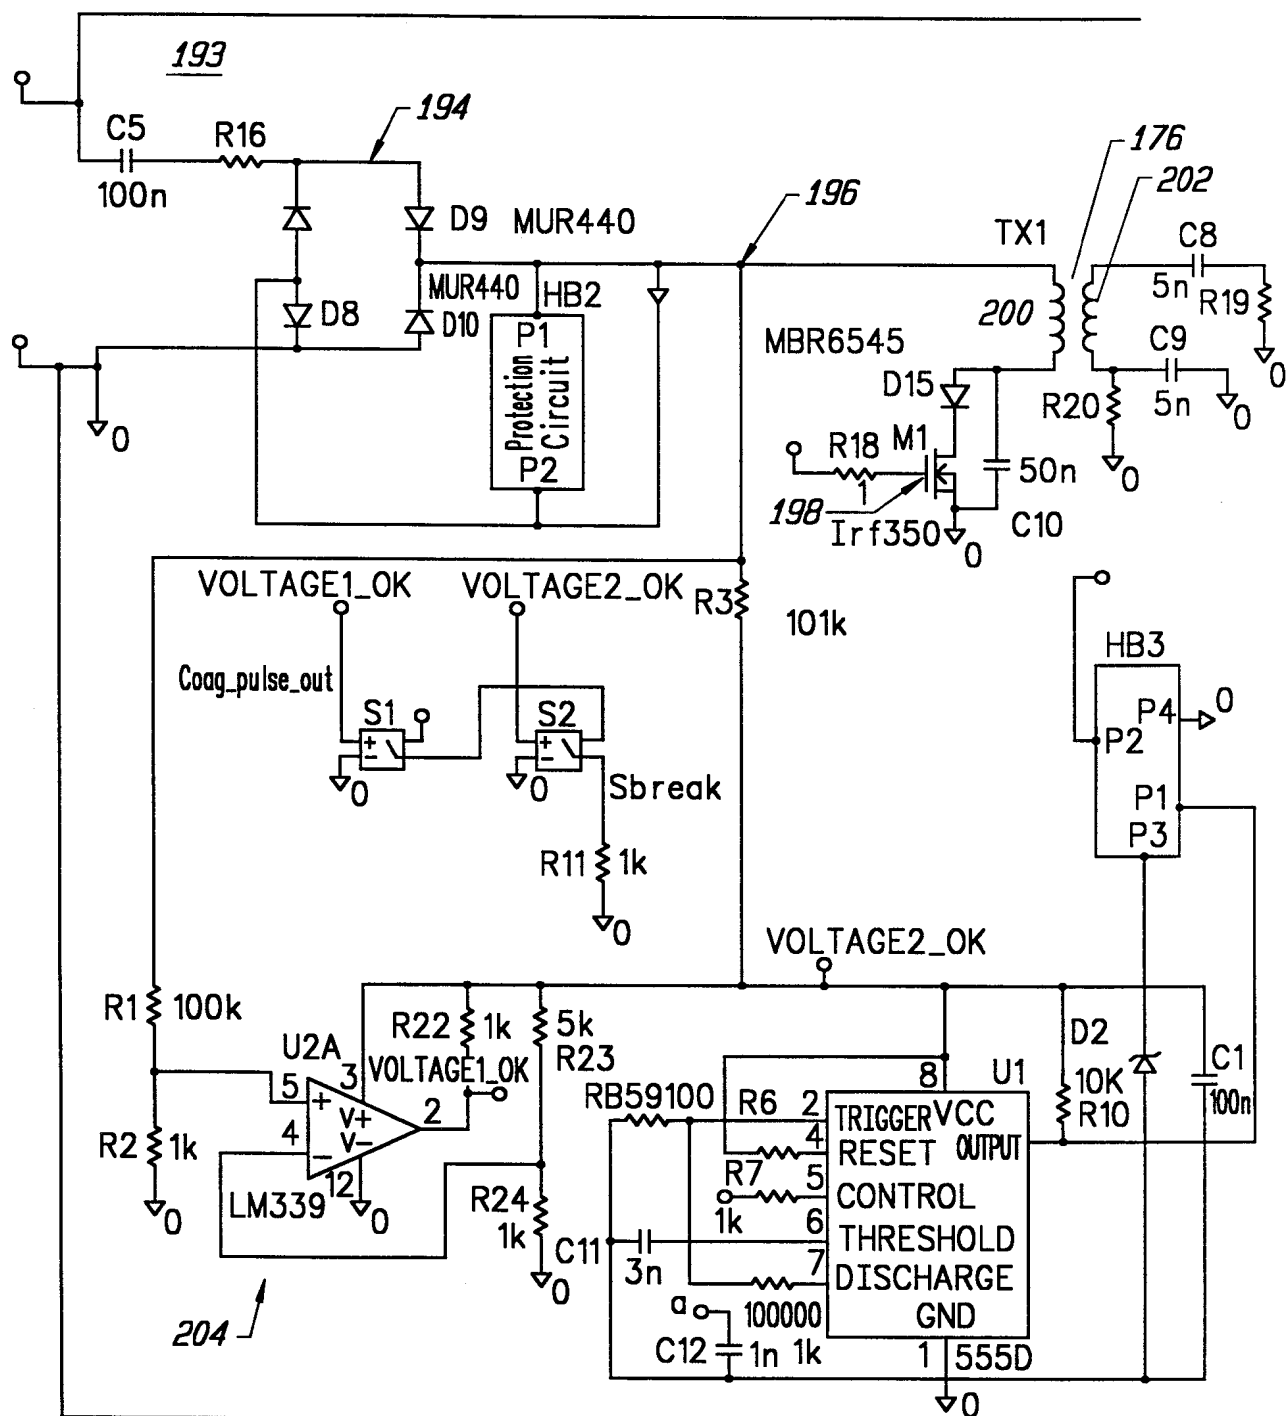 193
C5
R16
194
100n
D9
MUR440
196
176
202
TX1
C8
5n
R19
0
MUR440
HB2
D8
D10
P1
Protection
Circuit
P2
0
200
MBR6545
D15
C9
5n
0
R20
0
R18
M1
1
198
50n
Irf350
C10
0
VOLTAGE1_OK
VOLTAGE2_OK
R3
101k
Coag_pulse_out
S1
S2
+
-
0
+
-
0
Sbreak
R11
1k
0
HB3
P4
0
P2
P1
P3
VOLTAGE2_OK
R1
100k
R22
1k
5k
R23
U2A
VOLTAGE1_OK
5
3
+
V+
2
4
V-
-
12
R2
1k
0
LM339
0
R24
1k
0
D2
C1
100n
10K
R10
8
U1
RB59100
R6
2
TRIGGER
VCC
4
RESET
OUTPUT
R7
5
CONTROL
1k
6
THRESHOLD
C11
3n
7
DISCHARGE
a
100000
GND
C12
1n
1k
1
555D
0
204